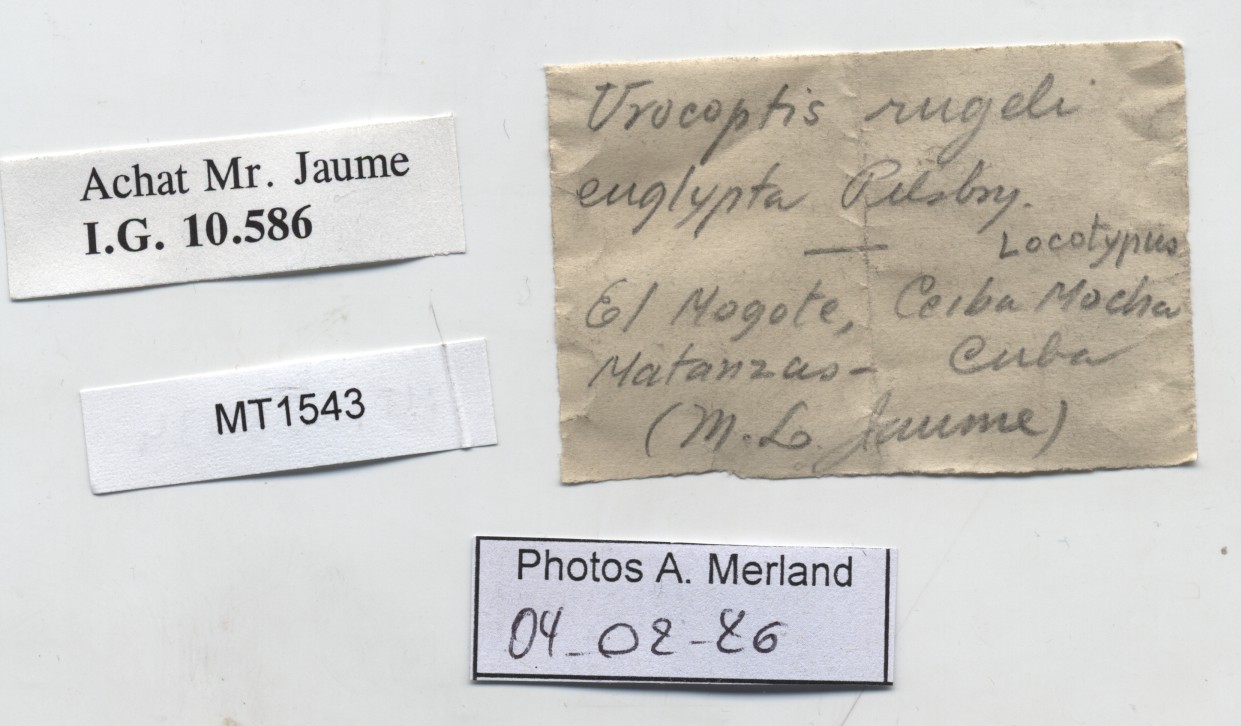 Achat Mr. Jaume
I.G. 10.586
MT1543
Urocoptis rugeli
euglypta Pilsbry.
— Locotypus
El Mogote, Ceiba Mocha
Matanzas - Cuba
(M. L. Jaume)
Photos A. Merland
04-02-26